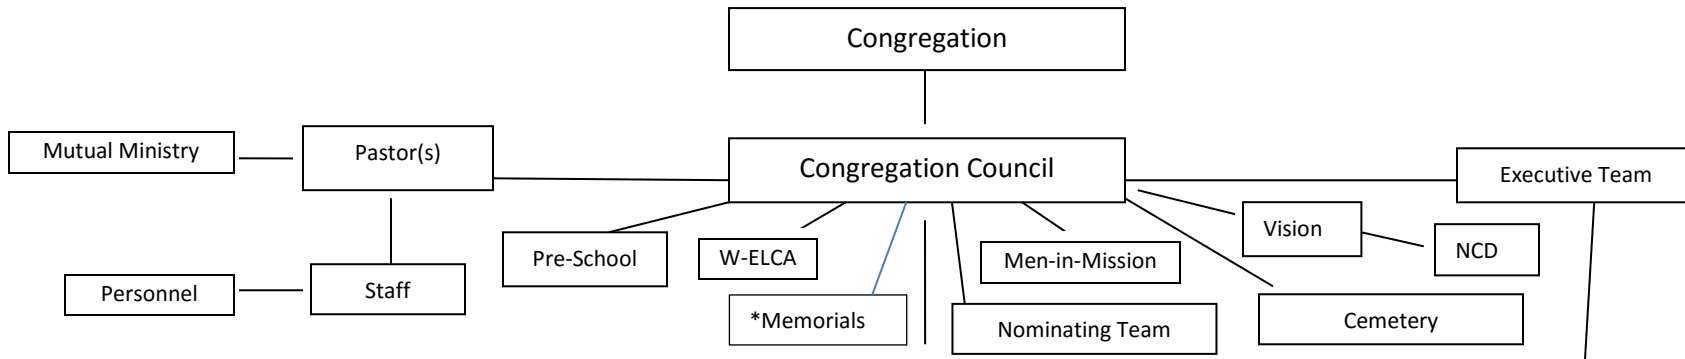 Congregation
Mutual Ministry
Pastor(s)
Congregation Council
Executive Team
Pre-School
W-ELCA
Men-in-Mission
Vision
NCD
Personnel
Staff
*Memorials
Nominating Team
Cemetery